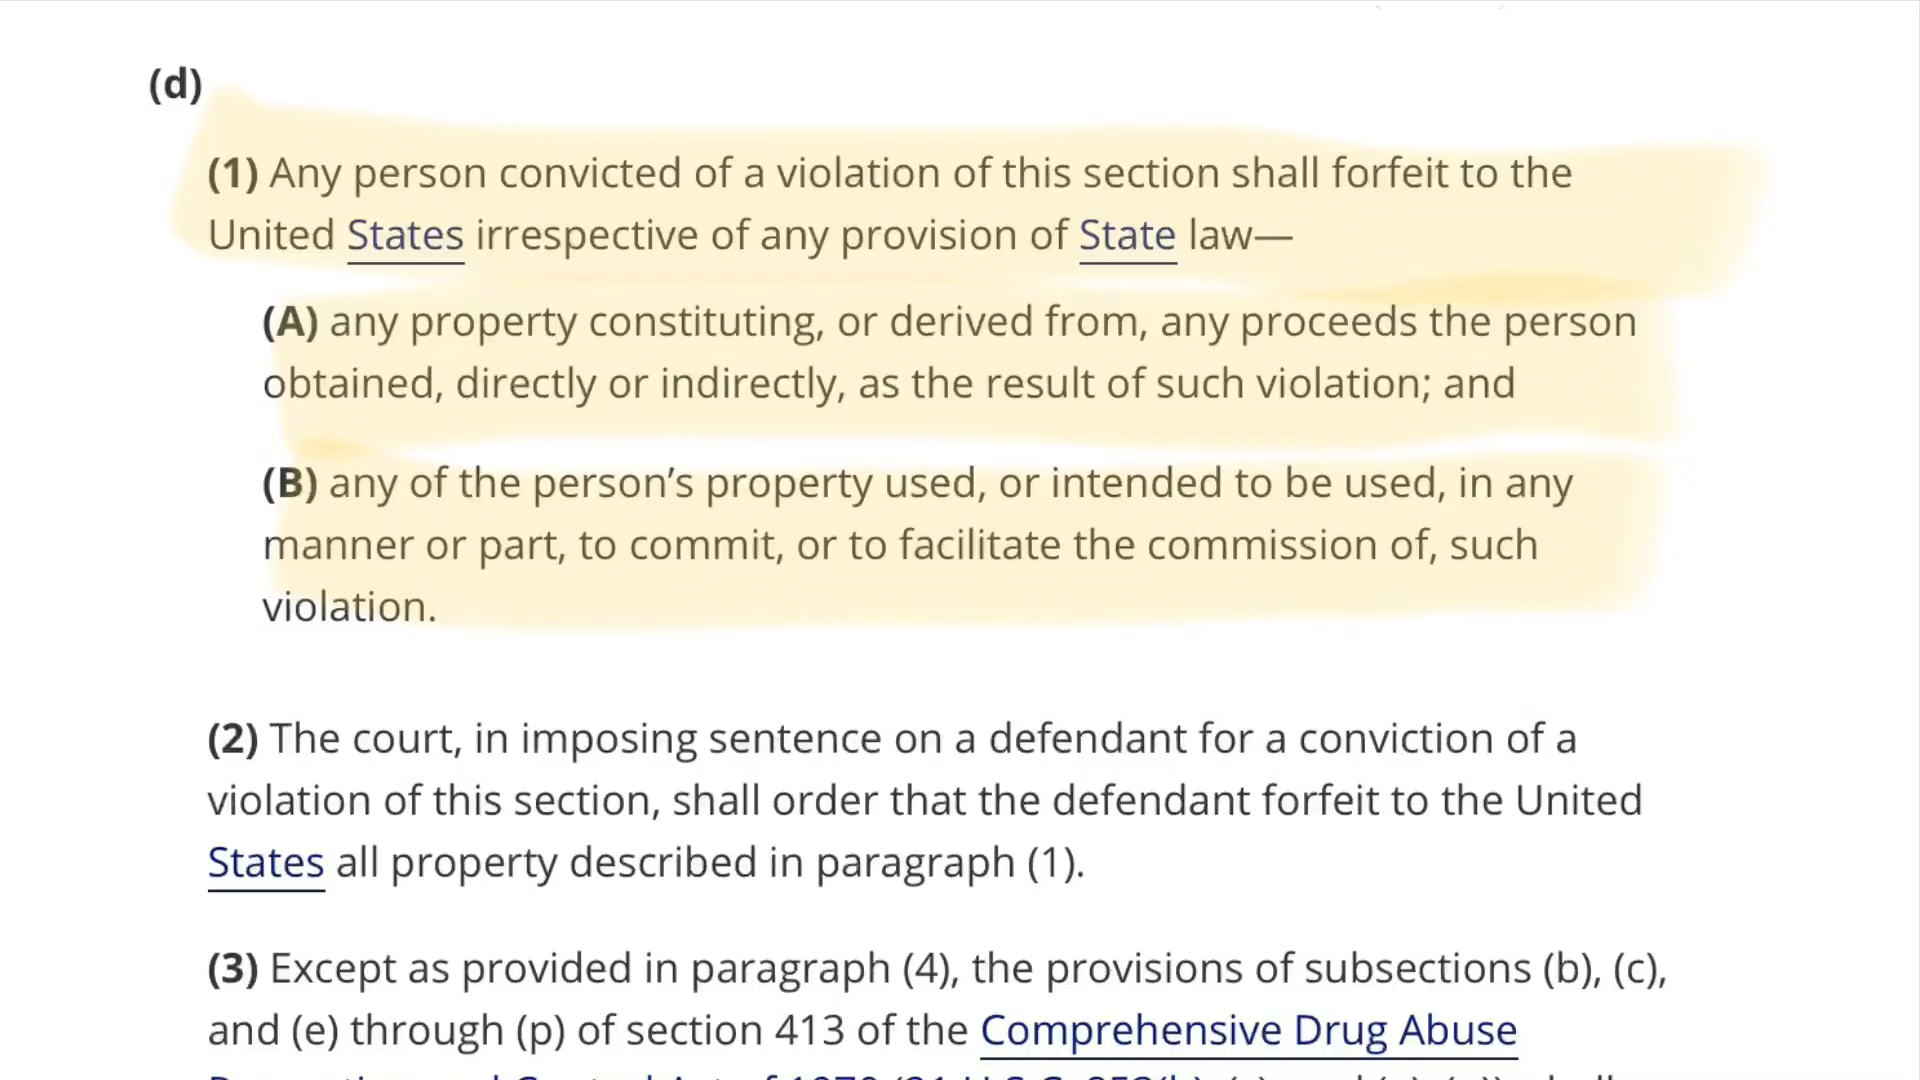 (d)
(1) Any person convicted of a violation of this section shall forfeit to the
United States irrespective of any provision of State law—
(A) any property constituting, or derived from, any proceeds the person
obtained, directly or indirectly, as the result of such violation; and
(B) any of the person’s property used, or intended to be used, in any
manner or part, to commit, or to facilitate the commission of, such
violation.
(2) The court, in imposing sentence on a defendant for a conviction of a
violation of this section, shall order that the defendant forfeit to the United
States all property described in paragraph (1).
(3) Except as provided in paragraph (4), the provisions of subsections (b), (c),
and (e) through (p) of section 413 of the Comprehensive Drug Abuse